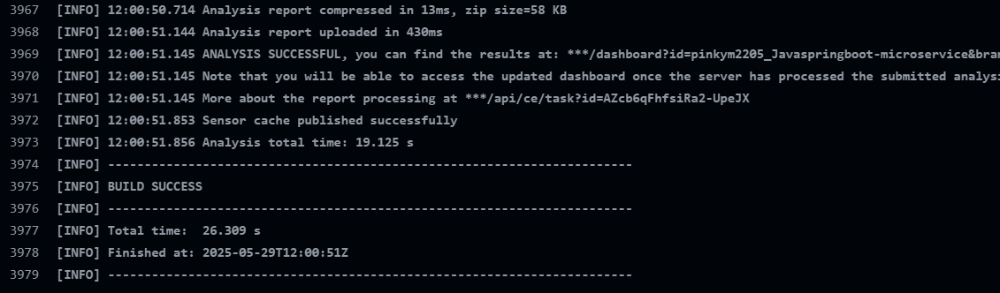 3967 [INFO] 12:00:50.714 Analysis report compressed in 13ms, zip size=58 KB
3968 [INFO] 12:00:51.144 Analysis report uploaded in 430ms
3969 [INFO] 12:00:51.145 ANALYSIS SUCCESSFUL, you can find the results at: ***/dashboard?id=pinkym2205_Javaspringboot-microservice&bran
3970 [INFO] 12:00:51.145 Note that you will be able to access the updated dashboard once the server has processed the submitted analysi
3971 [INFO] 12:00:51.145 More about the report processing at ***/api/ce/task?id=AZcb6qFhfsiRa2-UpeJX
3972 [INFO] 12:00:51.853 Sensor cache published successfully
3973 [INFO] 12:00:51.856 Analysis total time: 19.125 s
3974 [INFO] ------------------------------------------------------------------------
3975 [INFO] BUILD SUCCESS
3976 [INFO] ------------------------------------------------------------------------
3977 [INFO] Total time:  26.309 s
3978 [INFO] Finished at: 2025-05-29T12:00:51Z
3979 [INFO] ------------------------------------------------------------------------